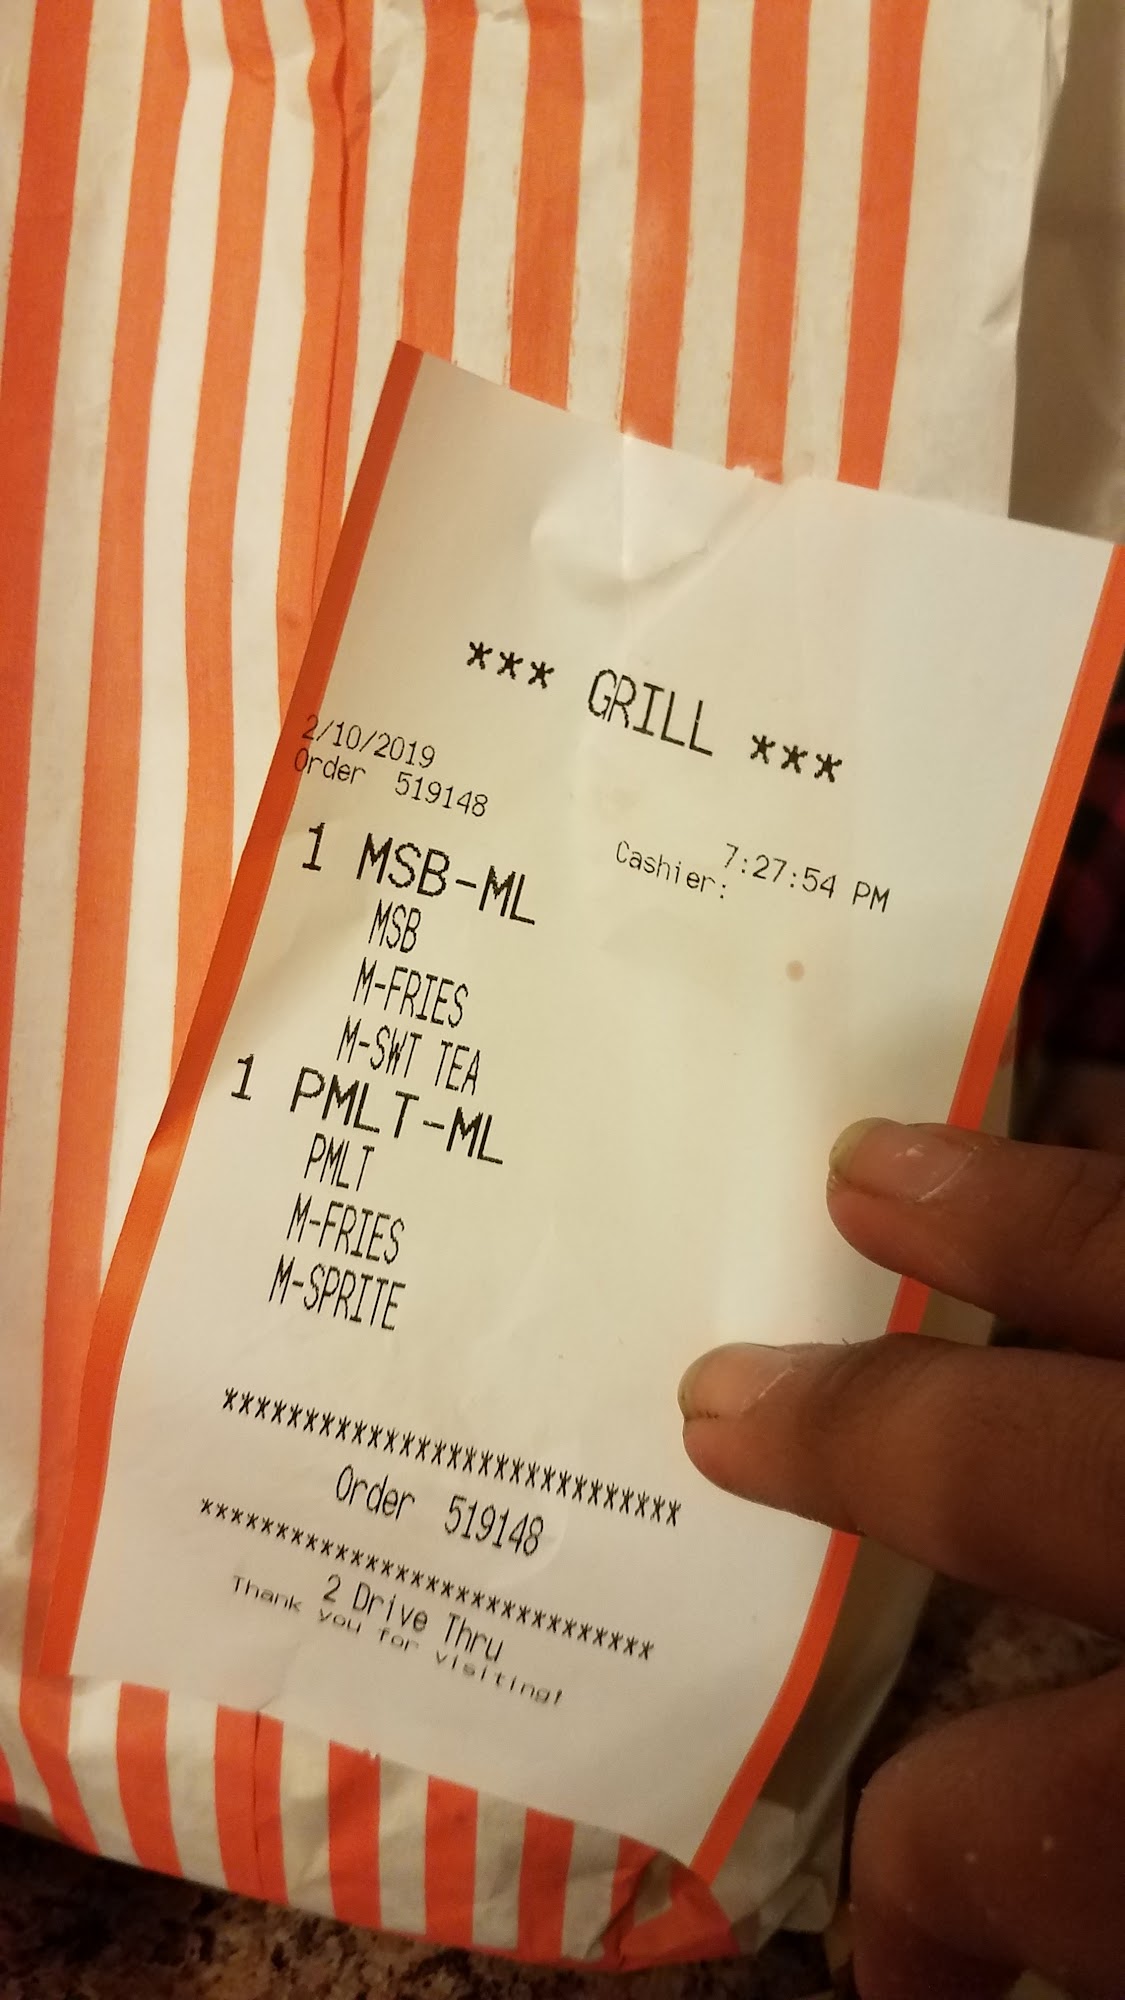 *** GRILL ***
2/10/2019 7:27:54 PM
Order 519148 Cashier:
1 MSB-ML
MSB
M-FRIES
M-SWT TEA
1 PMLT-ML
PMLT
M-FRIES
M-SPRITE
****************************
Order 519148
****************************
2 Drive Thru
Thank you for visiting!